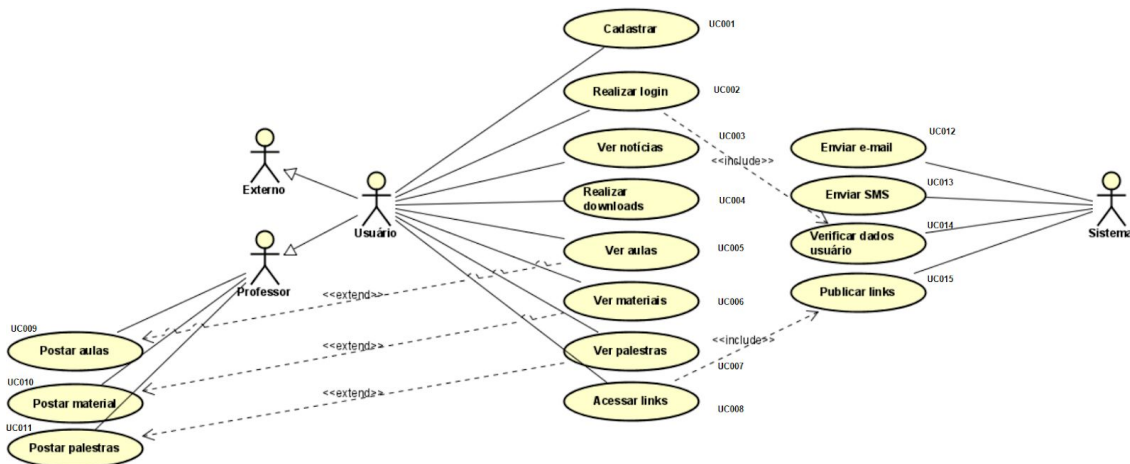 Cadastrar
UC001
Realizar login
UC002
Ver notícias
UC003
<<include>>
Realizar
downloads
UC004
Ver aulas
UC005
Ver materiais
UC006
Ver palestras
<<include>>
UC007
Acessar links
UC008
Externo
Usuário
Professor
<<extend>>
<<extend>>
<<extend>>
UC009
Postar aulas
UC010
Postar material
UC011
Postar palestras
Enviar e-mail
UC012
Enviar SMS
UC013
Verificar dados
usuário
UC014
Publicar links
UC015
Sistema